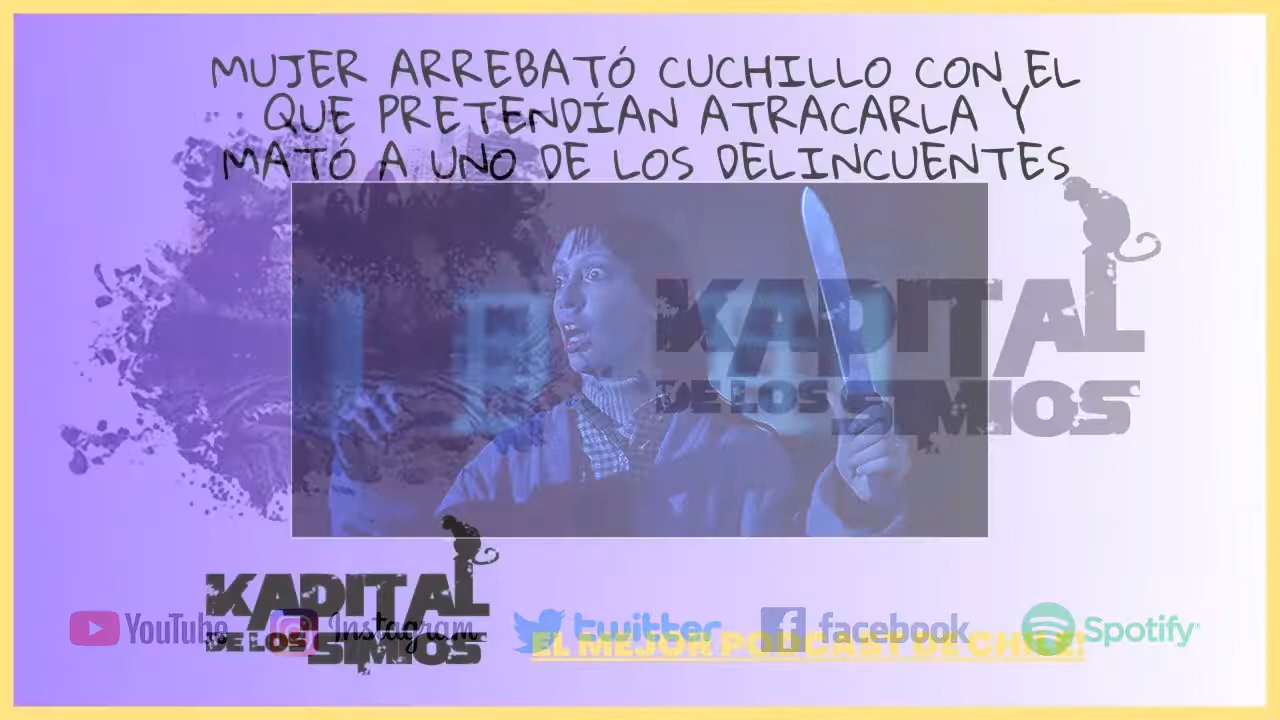 MUJER ARREBATÓ CUCHILLO CON EL
QUE PRETENDÍAN ATRACARLA Y
MATÓ A UNO DE LOS DELINCUENTES
KAPITAL
DE LOS SIMIOS
KAPITAL
DE LOS SIMIOS
YouTube Instagram twitter facebook Spotify
EL MEJOR PODCAST DE CHILE!